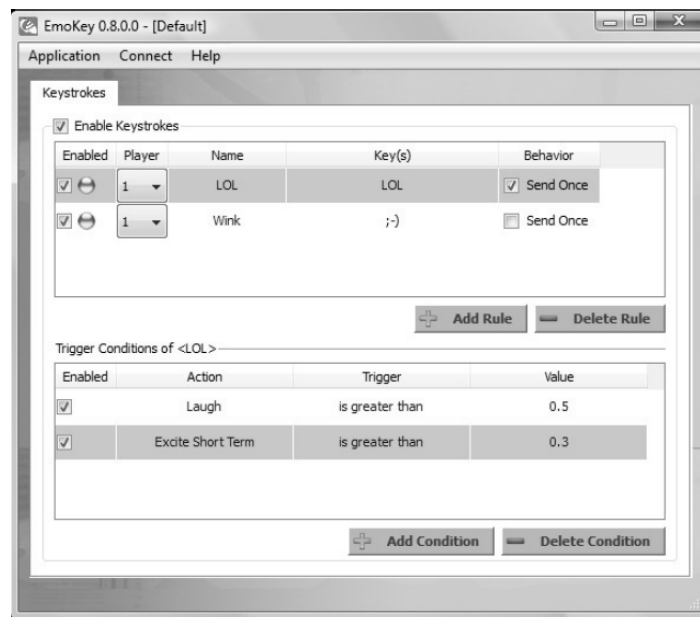 EmoKey 0.8.0.0 - [Default]
Application Connect Help
Keystrokes
Enable Keystrokes
Enabled Player Name Key(s) Behavior
1 LOL LOL Send Once
1 Wink ;-) Send Once
Add Rule Delete Rule
Trigger Conditions of <LOL>
Enabled Action Trigger Value
Laugh is greater than 0.5
Excite Short Term is greater than 0.3
Add Condition Delete Condition